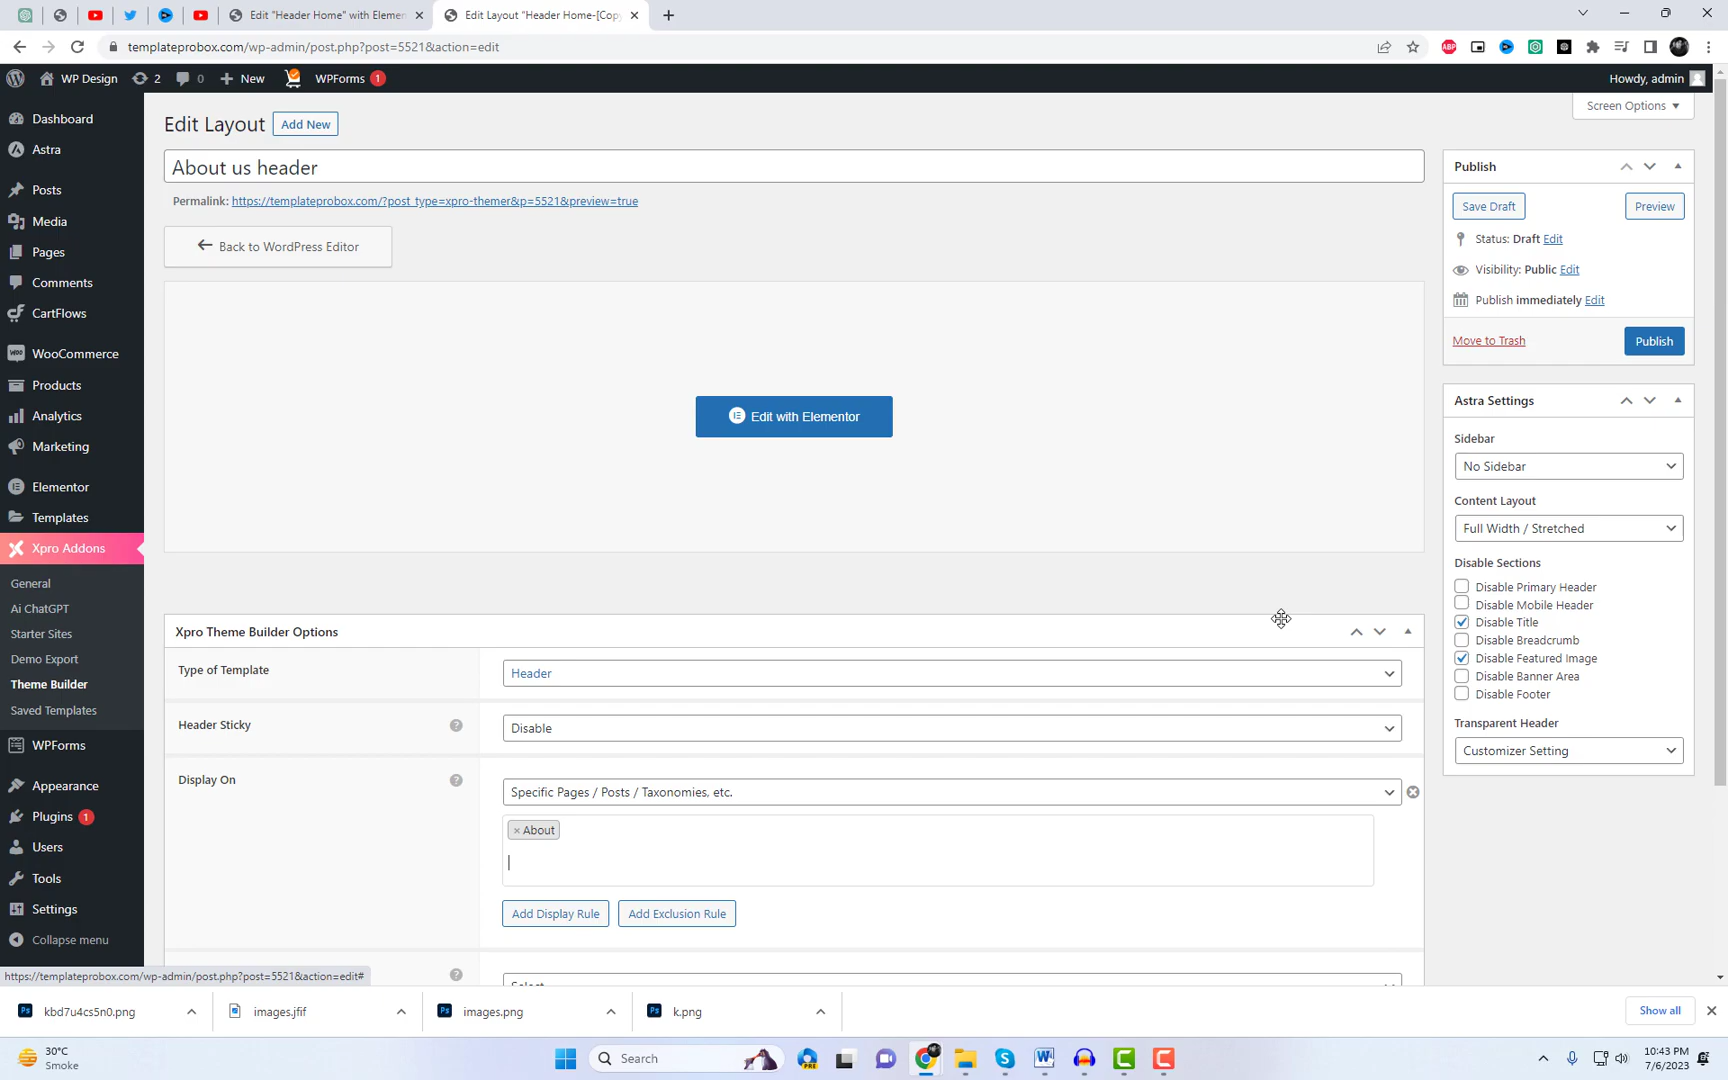 Edit "Header Home" with Elemen
Edit Layout "Header Home-[Copy
templateprobox.com/wp-admin/post.php?post=5521&action=edit
WP Design
2
0
New
WPForms 1
Howdy, admin
Screen Options
Edit Layout
Add New
About us header
Permalink: https://templateprobox.com/?post_type=xpro-themer&p=5521&preview=true
Back to WordPress Editor
Edit with Elementor
Dashboard
Astra
Posts
Media
Pages
Comments
CartFlows
WooCommerce
Products
Analytics
Marketing
Elementor
Templates
Xpro Addons
General
Ai ChatGPT
Starter Sites
Demo Export
Theme Builder
Saved Templates
WPForms
Appearance
Plugins 1
Users
Tools
Settings
Collapse menu
Xpro Theme Builder Options
Type of Template
Header
Header Sticky
?
Disable
Display On
?
Specific Pages / Posts / Taxonomies, etc.
× About
Add Display Rule
Add Exclusion Rule
?
Select
Publish
Save Draft
Preview
Status: Draft Edit
Visibility: Public Edit
Publish immediately Edit
Move to Trash
Publish
Astra Settings
Sidebar
No Sidebar
Content Layout
Full Width / Stretched
Disable Sections
Disable Primary Header
Disable Mobile Header
Disable Title
Disable Breadcrumb
Disable Featured Image
Disable Banner Area
Disable Footer
Transparent Header
Customizer Setting
https://templateprobox.com/wp-admin/post.php?post=5521&action=edit#
kbd7u4cs5n0.png
images.jfif
images.png
k.png
Show all
30°C
Smoke
Search
10:43 PM
7/6/2023